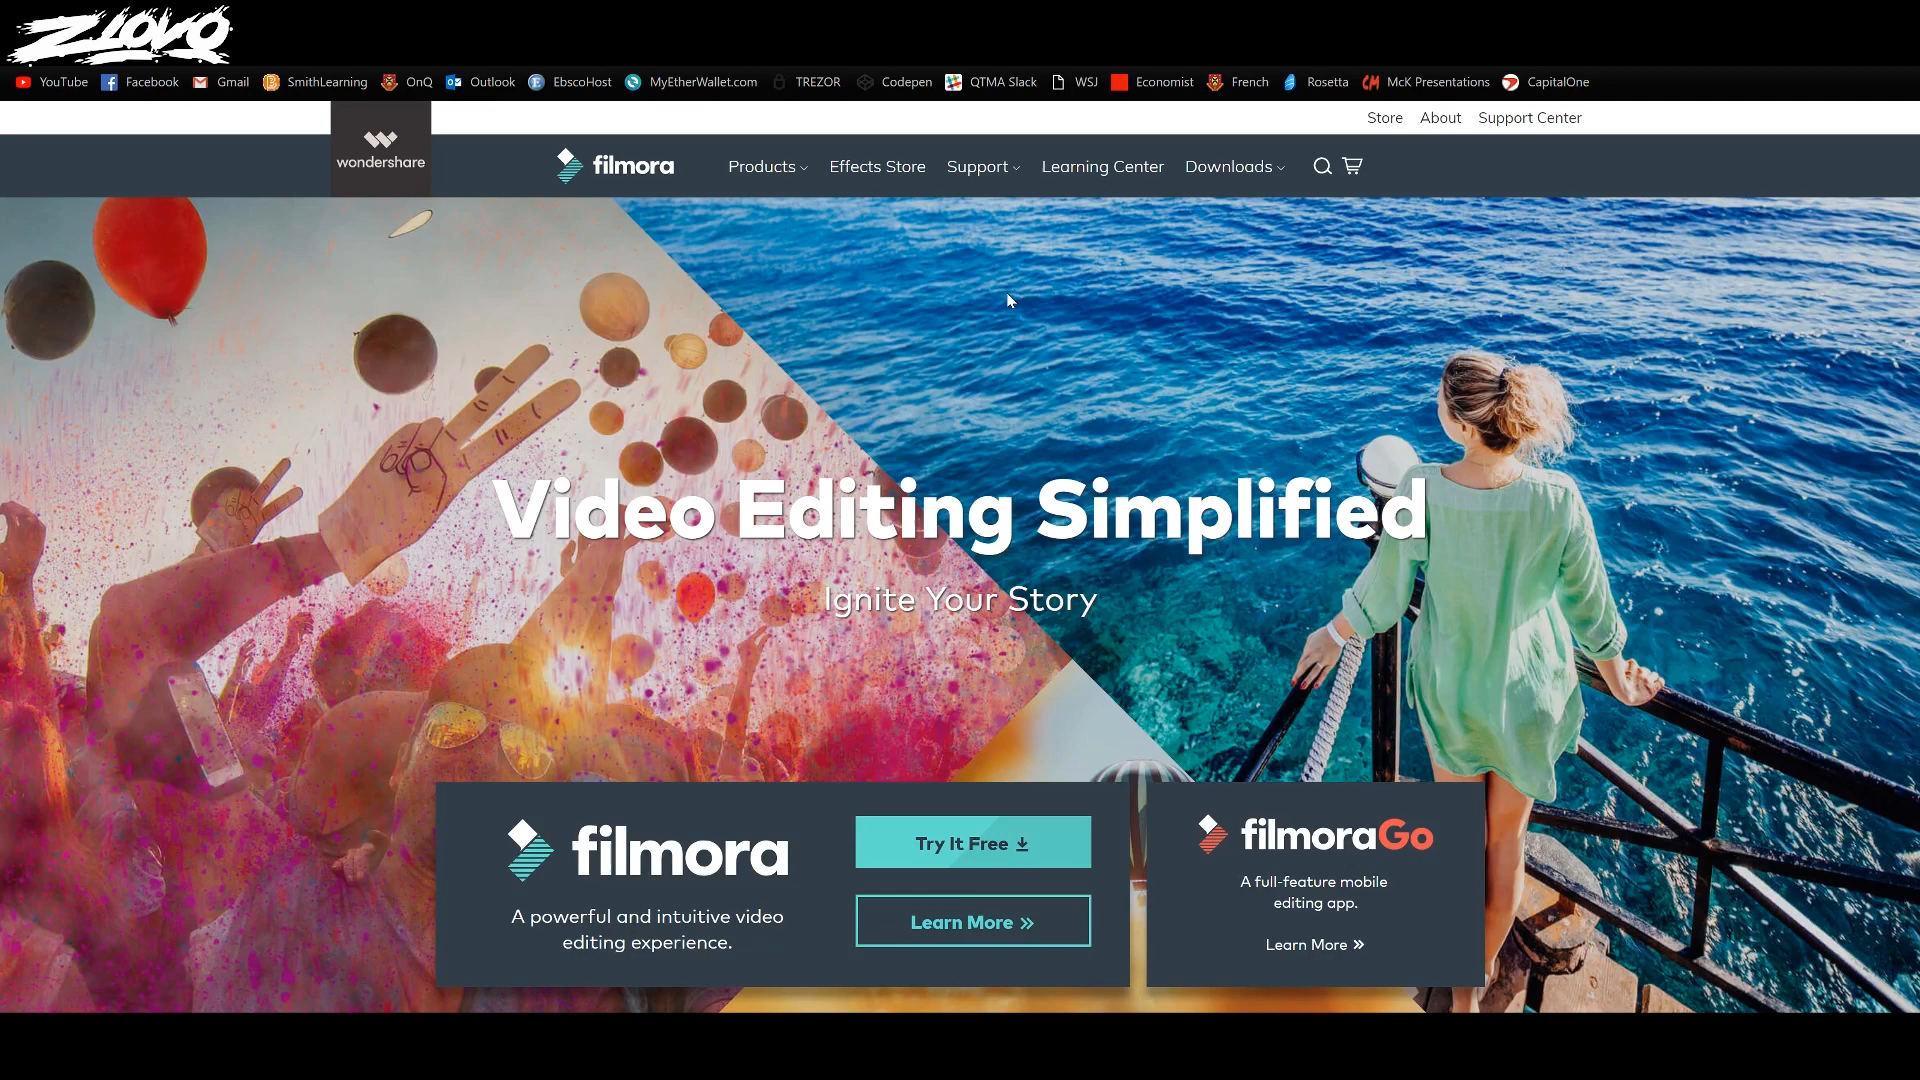 ZLOVO
YouTube Facebook Gmail SmithLearning OnQ Outlook EbscoHost MyEtherWallet.com TREZOR Codepen QTMA Slack WSJ Economist French Rosetta McK Presentations CapitalOne
Store About Support Center
wondershare
filmora Products Effects Store Support Learning Center Downloads
Video Editing Simplified
Ignite Your Story
filmora
A powerful and intuitive video
editing experience.
Try It Free
Learn More »
filmoraGo
A full-feature mobile
editing app.
Learn More »